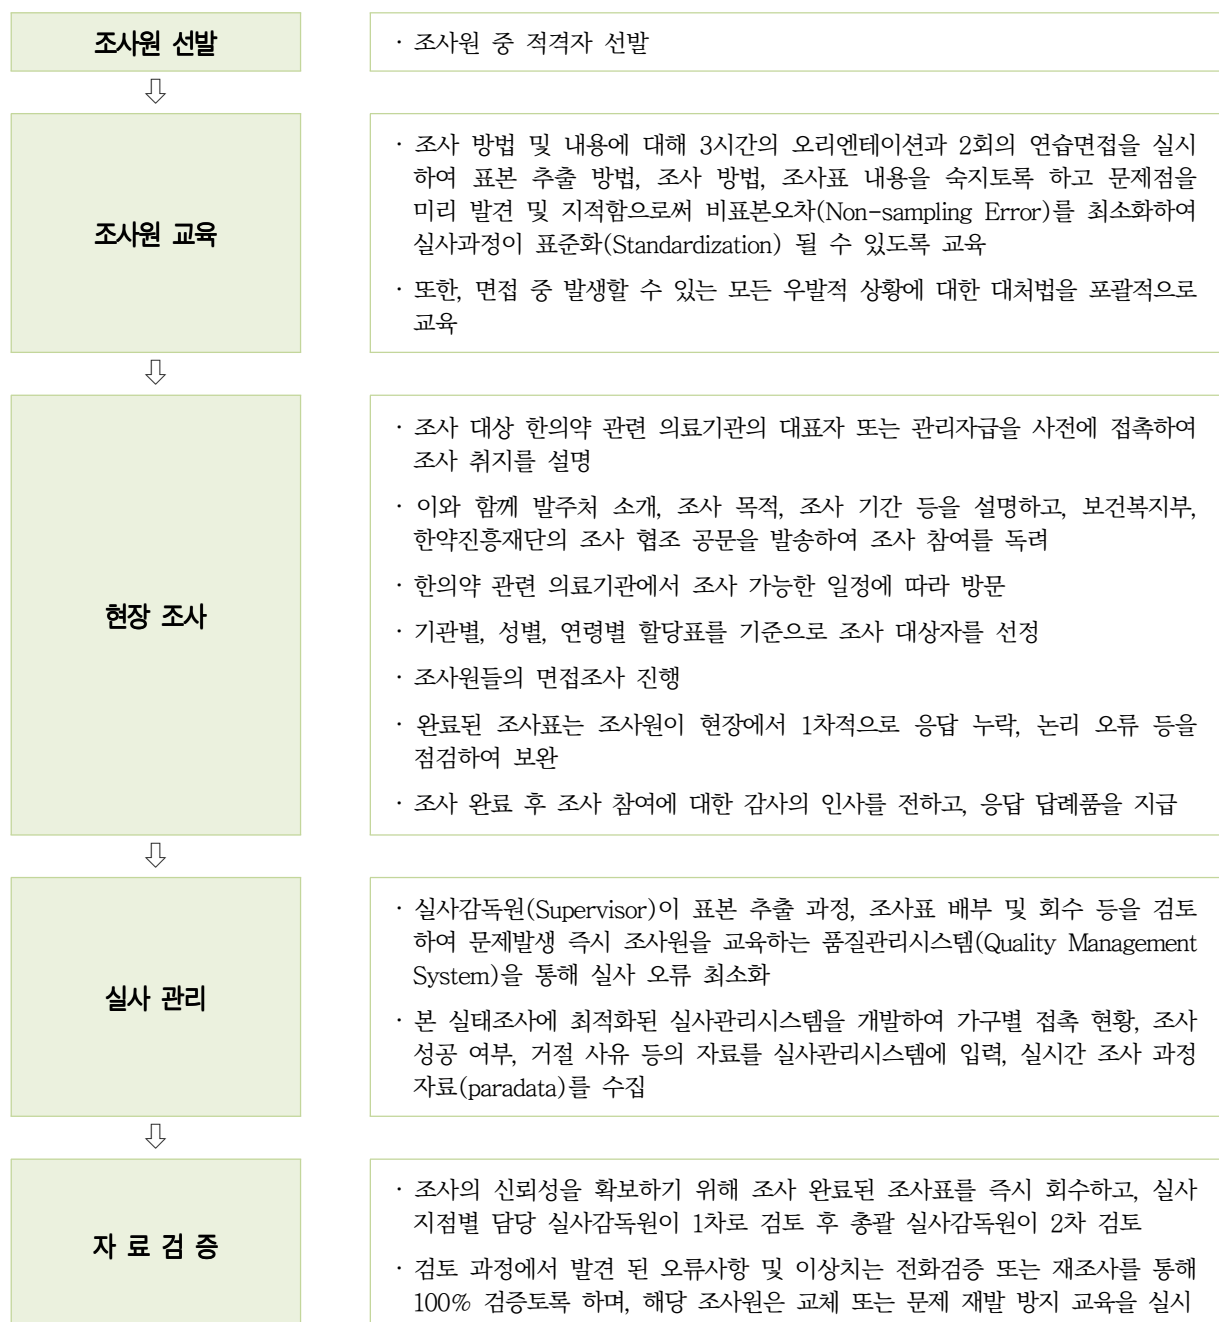 조사원 선발
· 조사원 중 적격자 선발
⇩
조사원 교육
· 조사 방법 및 내용에 대해 3시간의 오리엔테이션과 2회의 연습면접을 실시
하여 표본 추출 방법, 조사 방법, 조사표 내용을 숙지토록 하고 문제점을
미리 발견 및 지적함으로써 비표본오차(Non-sampling Error)를 최소화하여
실사과정이 표준화(Standardization) 될 수 있도록 교육
· 또한, 면접 중 발생할 수 있는 모든 우발적 상황에 대한 대처법을 포괄적으로
교육
⇩
현장 조사
· 조사 대상 한의약 관련 의료기관의 대표자 또는 관리자급을 사전에 접촉하여
조사 취지를 설명
· 이와 함께 발주처 소개, 조사 목적, 조사 기간 등을 설명하고, 보건복지부,
한약진흥재단의 조사 협조 공문을 발송하여 조사 참여를 독려
· 한의약 관련 의료기관에서 조사 가능한 일정에 따라 방문
· 기관별, 성별, 연령별 할당표를 기준으로 조사 대상자를 선정
· 조사원들의 면접조사 진행
· 완료된 조사표는 조사원이 현장에서 1차적으로 응답 누락, 논리 오류 등을
점검하여 보완
· 조사 완료 후 조사 참여에 대한 감사의 인사를 전하고, 응답 답례품을 지급
⇩
실사 관리
· 실사감독원(Supervisor)이 표본 추출 과정, 조사표 배부 및 회수 등을 검토
하여 문제발생 즉시 조사원을 교육하는 품질관리시스템(Quality Management
System)을 통해 실사 오류 최소화
· 본 실태조사에 최적화된 실사관리시스템을 개발하여 가구별 접촉 현황, 조사
성공 여부, 거절 사유 등의 자료를 실사관리시스템에 입력, 실시간 조사 과정
자료(paradata)를 수집
⇩
자 료 검 증
· 조사의 신뢰성을 확보하기 위해 조사 완료된 조사표를 즉시 회수하고, 실사
지점별 담당 실사감독원이 1차로 검토 후 총괄 실사감독원이 2차 검토
· 검토 과정에서 발견 된 오류사항 및 이상치는 전화검증 또는 재조사를 통해
100% 검증토록 하며, 해당 조사원은 교체 또는 문제 재발 방지 교육을 실시